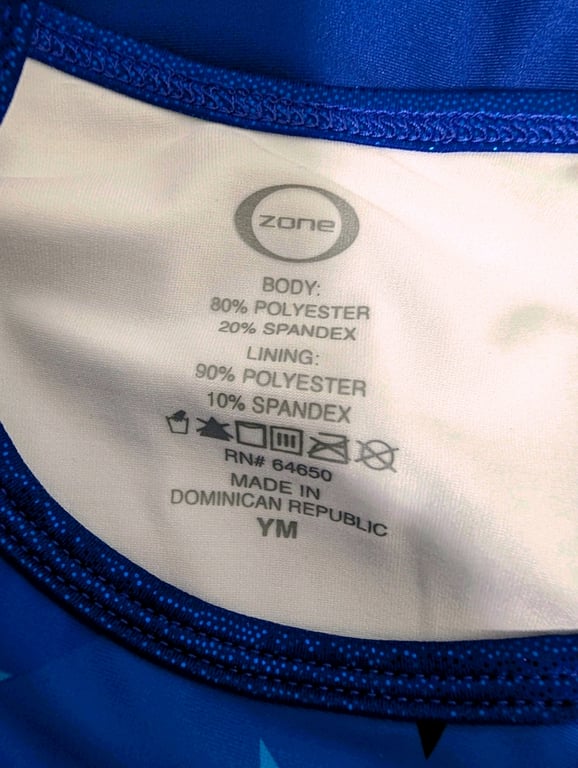 zone
BODY:
80% POLYESTER
20% SPANDEX
LINING:
90% POLYESTER
10% SPANDEX
RN# 64650
MADE IN
DOMINICAN REPUBLIC
YM